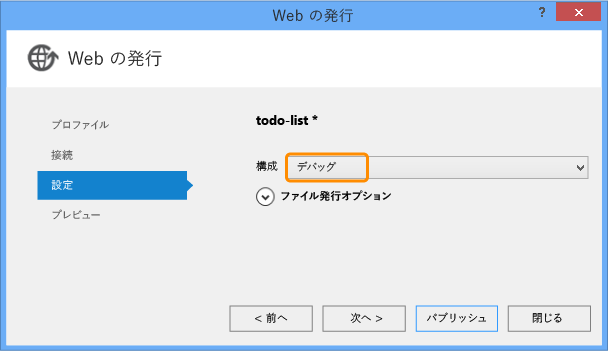 Web の発行
?
Web の発行
プロファイル
接続
設定
プレビュー
todo-list *
構成 デバッグ
ファイル発行オプション
< 前へ 次へ > パブリッシュ 閉じる